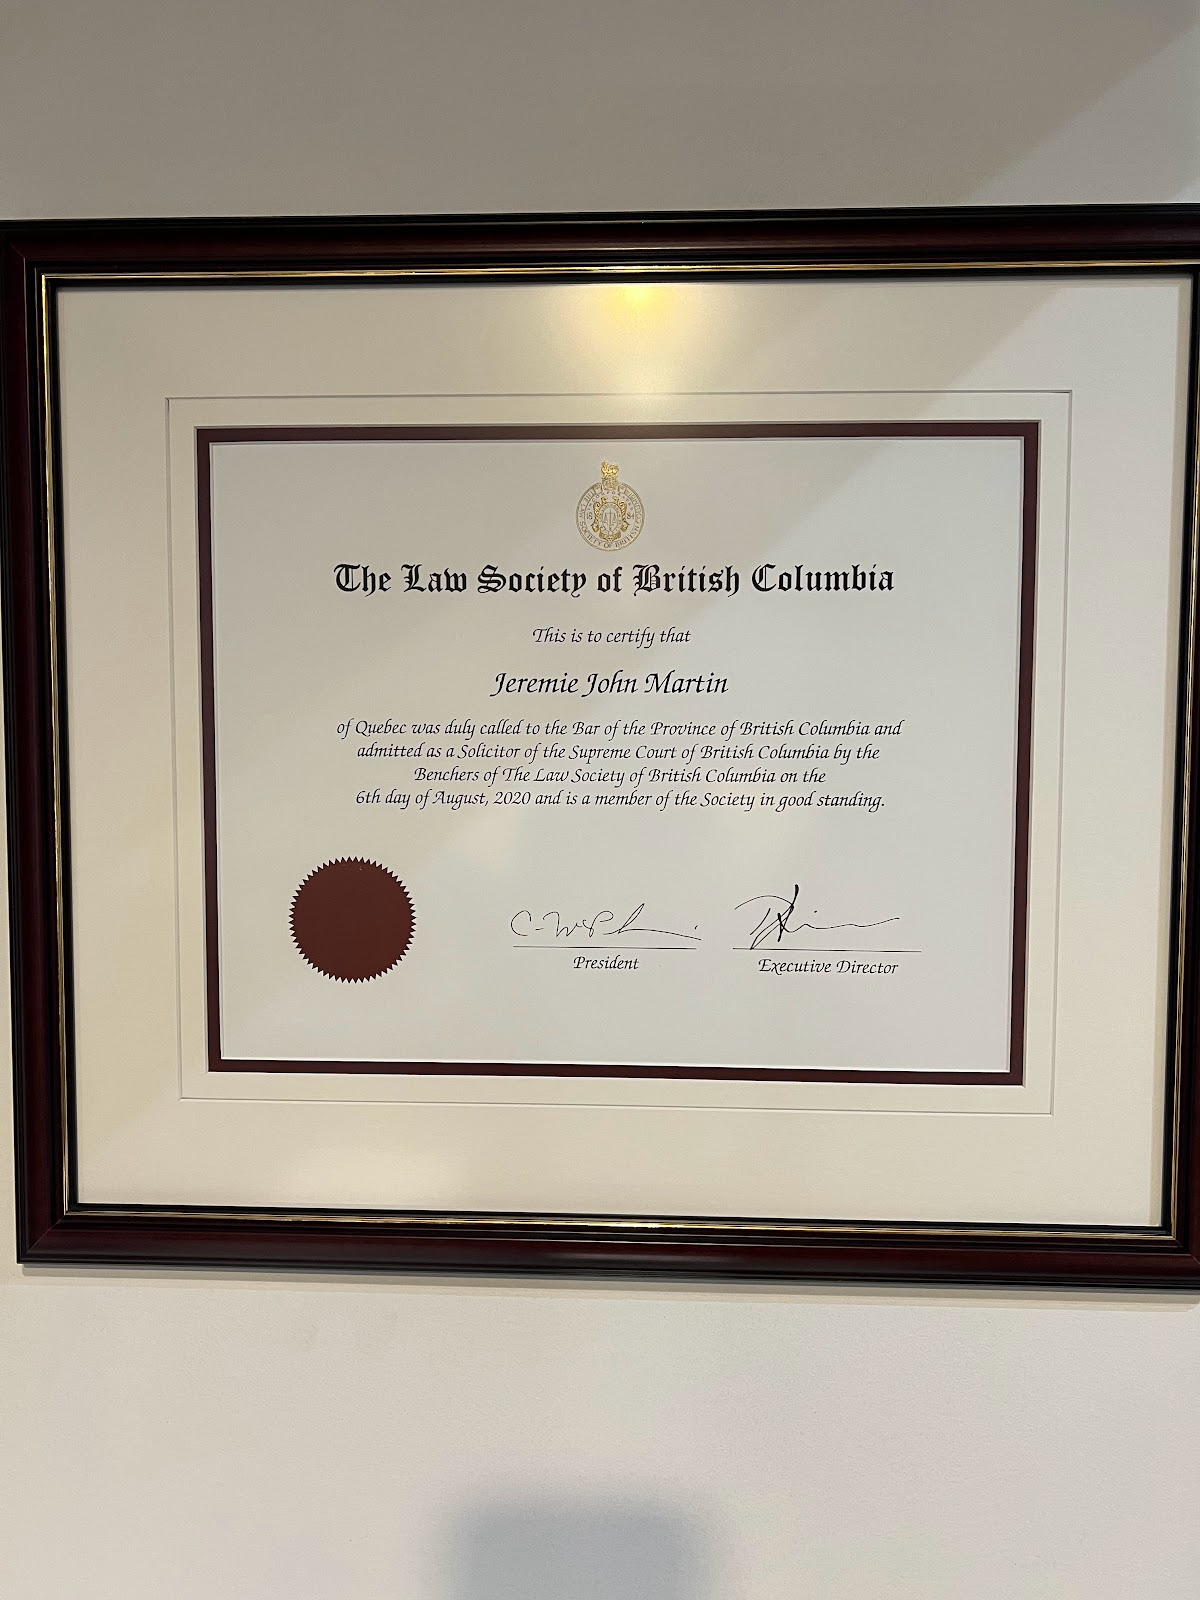 The Law Society of British Columbia
This is to certify that
Jeremie John Martin
of Quebec was duly called to the Bar of the Province of British Columbia and
admitted as a Solicitor of the Supreme Court of British Columbia by the
Benchers of The Law Society of British Columbia on the
6th day of August, 2020 and is a member of the Society in good standing.
President
Executive Director